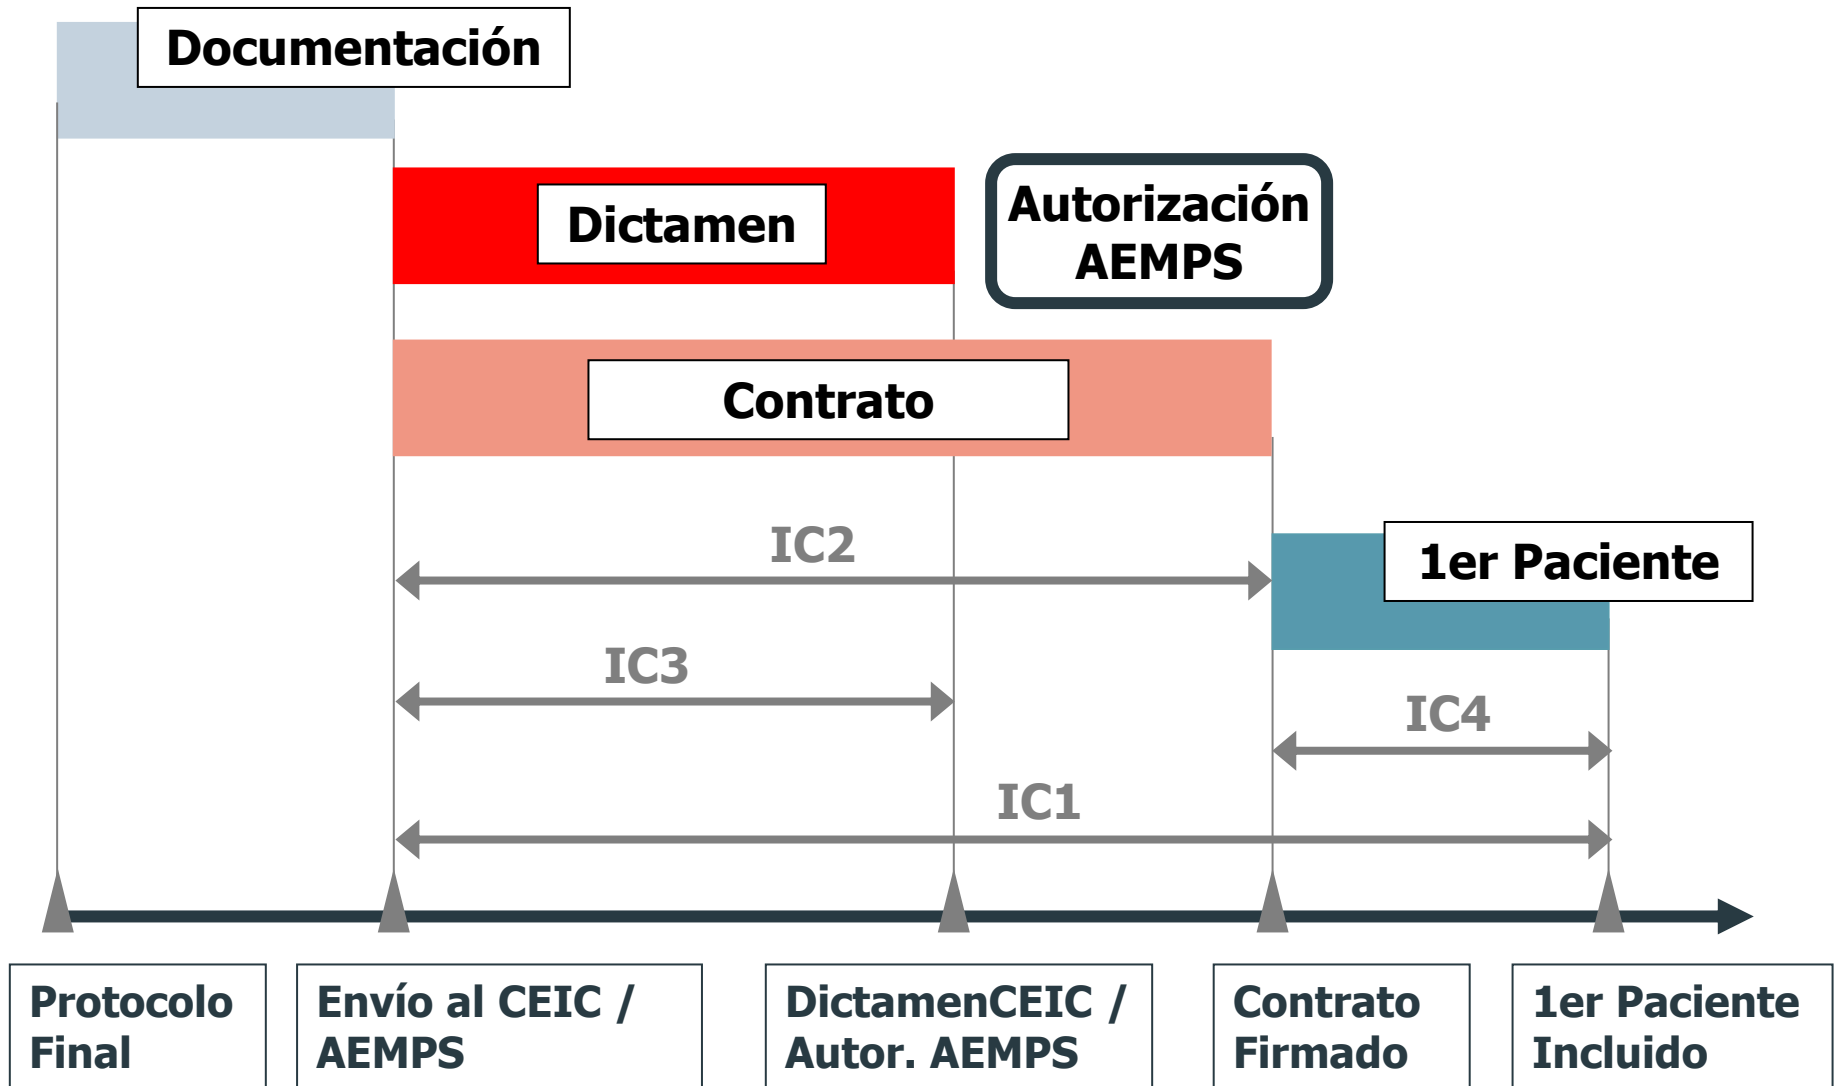 Documentación
Dictamen
Autorización
AEMPS
Contrato
IC2
1er Paciente
IC3
IC4
IC1
Protocolo
Final
Envío al CEIC /
AEMPS
DictamenCEIC /
Autor. AEMPS
Contrato
Firmado
1er Paciente
Incluido